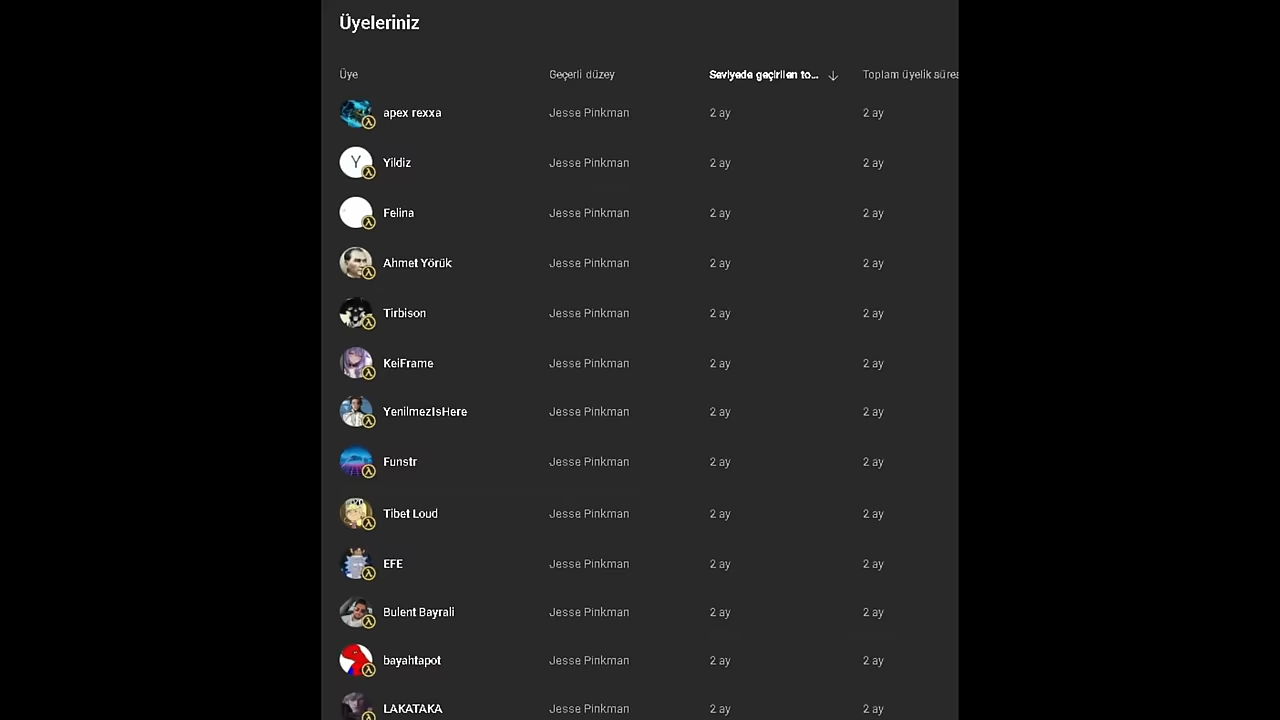 Üyeleriniz
Üye Geçerli düzey Seviyede geçirilen to... Toplam üyelik süres
apex rexxa Jesse Pinkman 2 ay 2 ay
Y Yildiz Jesse Pinkman 2 ay 2 ay
Felina Jesse Pinkman 2 ay 2 ay
Ahmet Yörük Jesse Pinkman 2 ay 2 ay
Tirbison Jesse Pinkman 2 ay 2 ay
KeiFrame Jesse Pinkman 2 ay 2 ay
YenilmezIsHere Jesse Pinkman 2 ay 2 ay
Funstr Jesse Pinkman 2 ay 2 ay
Tibet Loud Jesse Pinkman 2 ay 2 ay
EFE Jesse Pinkman 2 ay 2 ay
Bulent Bayrali Jesse Pinkman 2 ay 2 ay
bayahtapot Jesse Pinkman 2 ay 2 ay
LAKATAKA Jesse Pinkman 2 ay 2 ay